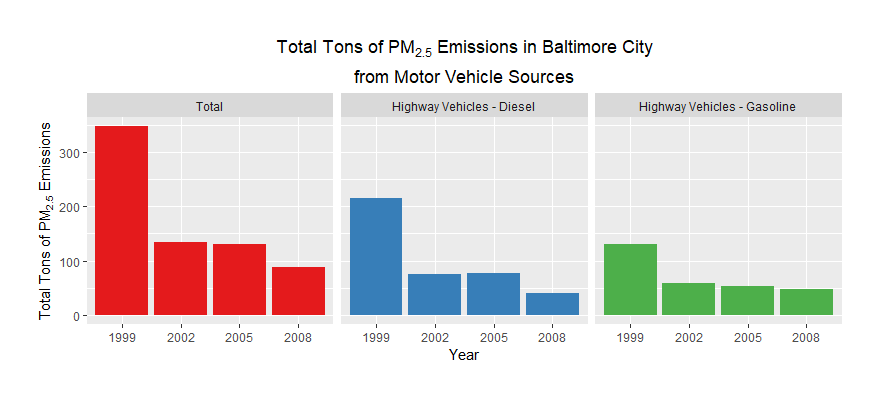 Total Tons of PM2.5 Emissions in Baltimore City
from Motor Vehicle Sources
Total
Highway Vehicles - Diesel
Highway Vehicles - Gasoline
Total Tons of PM2.5 Emissions
300
200
100
0
1999 2002 2005 2008
1999 2002 2005 2008
1999 2002 2005 2008
Year